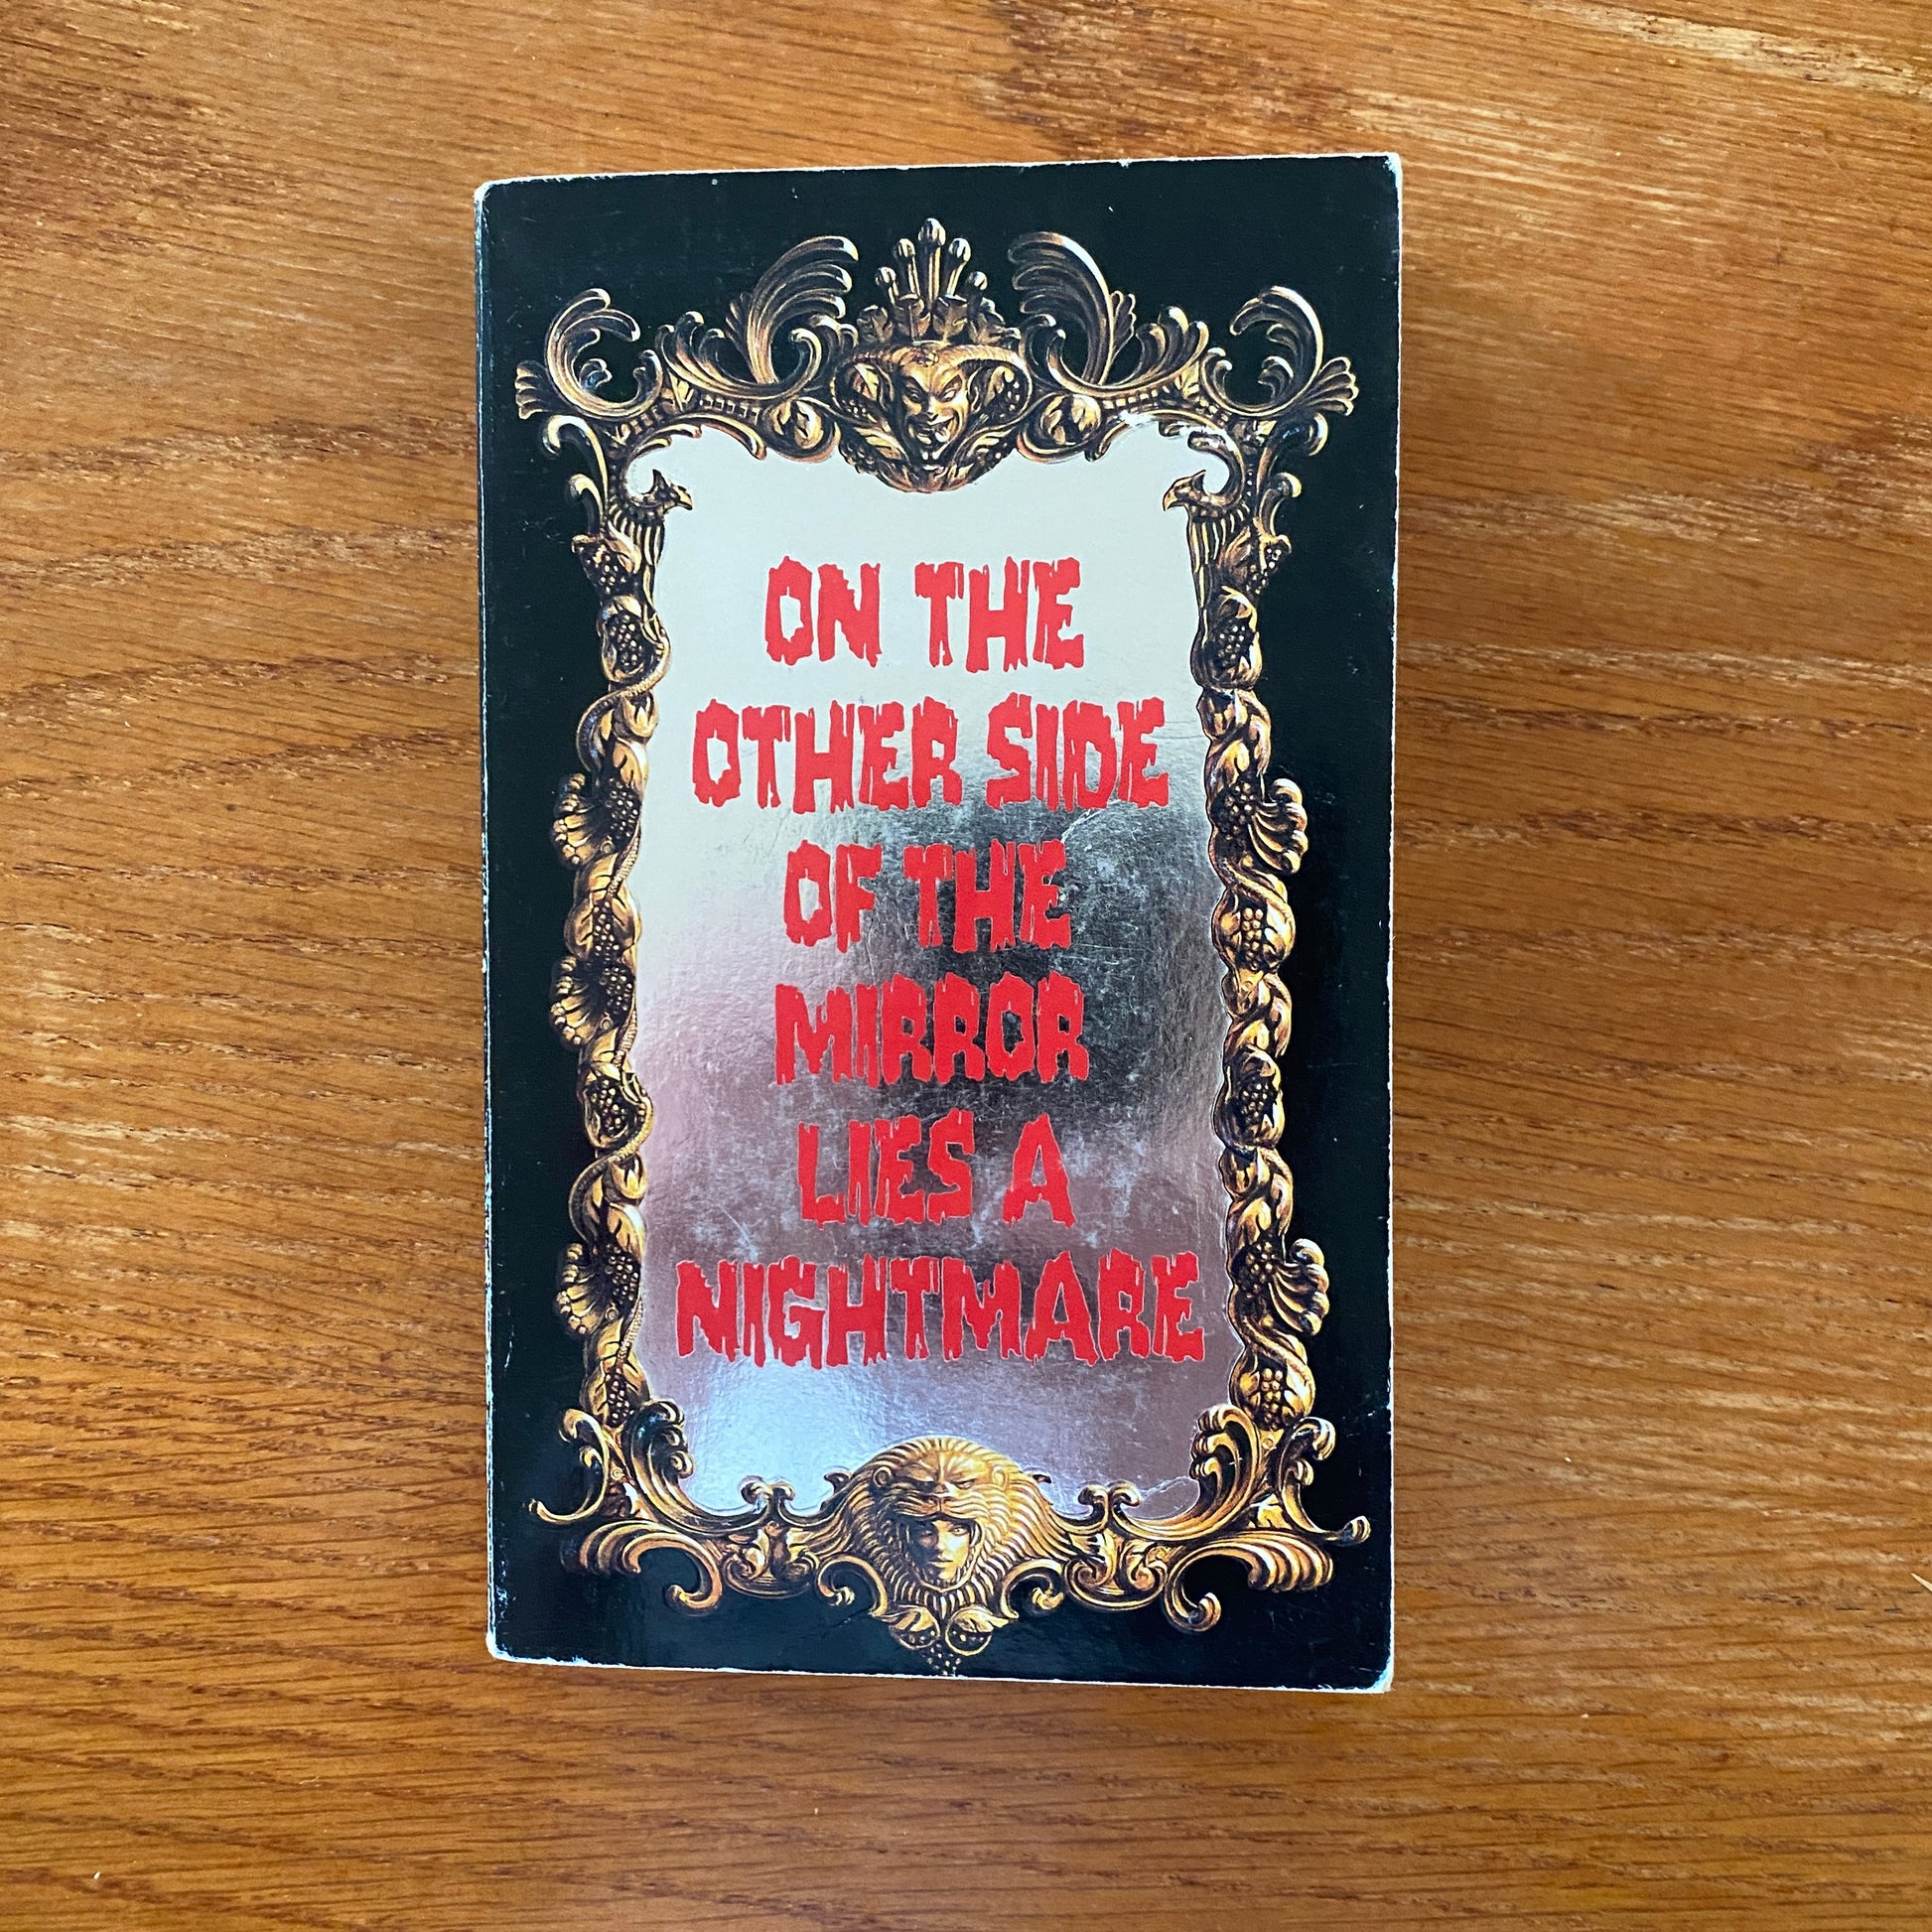 ON THE
OTHER SIDE
OF THE
MIRROR
LIES A
NIGHTMARE